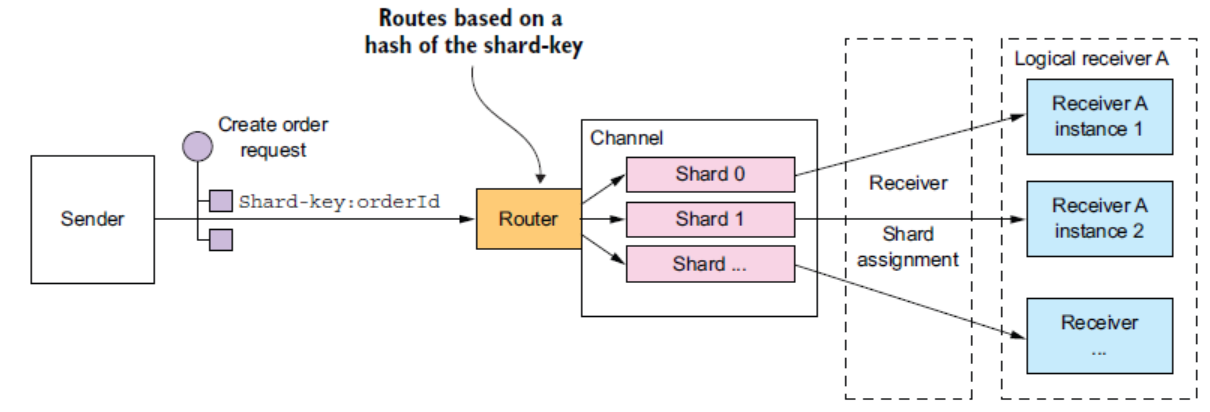 Routes based on a
hash of the shard-key
Create order
request
Sender
Shard-key:orderId
Router
Channel
Shard 0
Shard 1
Shard ...
Receiver
Shard
assignment
Logical receiver A
Receiver A
instance 1
Receiver A
instance 2
Receiver
...